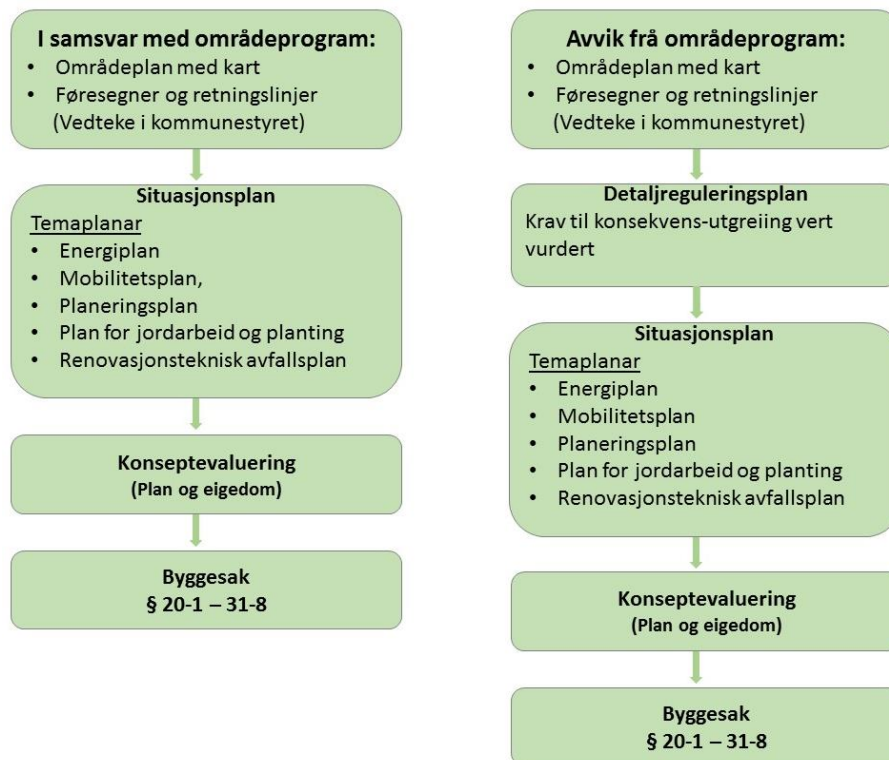 I samsvar med områdeprogram:
• Områdeplan med kart
• Føresegner og retningslinjer
(Vedteke i kommunestyret)
Situasjonsplan
Temaplanar
• Energiplan
• Mobilitetsplan,
• Planeringsplan
• Plan for jordarbeid og planting
• Renovasjonsteknisk avfallsplan
Konseptevaluering
(Plan og eigedom)
Byggesak
§ 20-1 – 31-8
Avvik frå områdeprogram:
• Områdeplan med kart
• Føresegner og retningslinjer
(Vedteke i kommunestyret)
Detaljreguleringsplan
Krav til konsekvens-utgreiing vert
vurdert
Situasjonsplan
Temaplanar
• Energiplan
• Mobilitetsplan
• Planeringsplan
• Plan for jordarbeid og planting
• Renovasjonsteknisk avfallsplan
Konseptevaluering
(Plan og eigedom)
Byggesak
§ 20-1 – 31-8